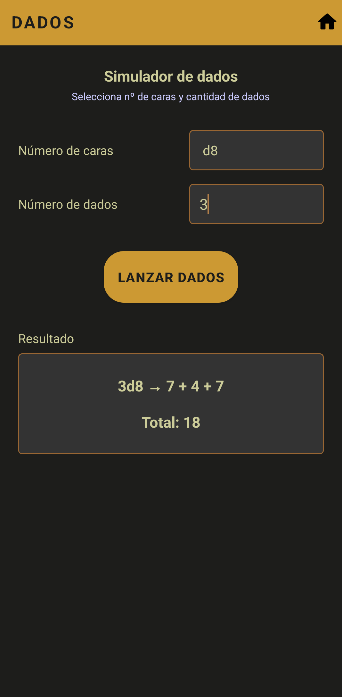 DADOS
Simulador de dados
Selecciona nº de caras y cantidad de dados
Número de caras
d8
Número de dados
3
LANZAR DADOS
Resultado
3d8 → 7 + 4 + 7
Total: 18